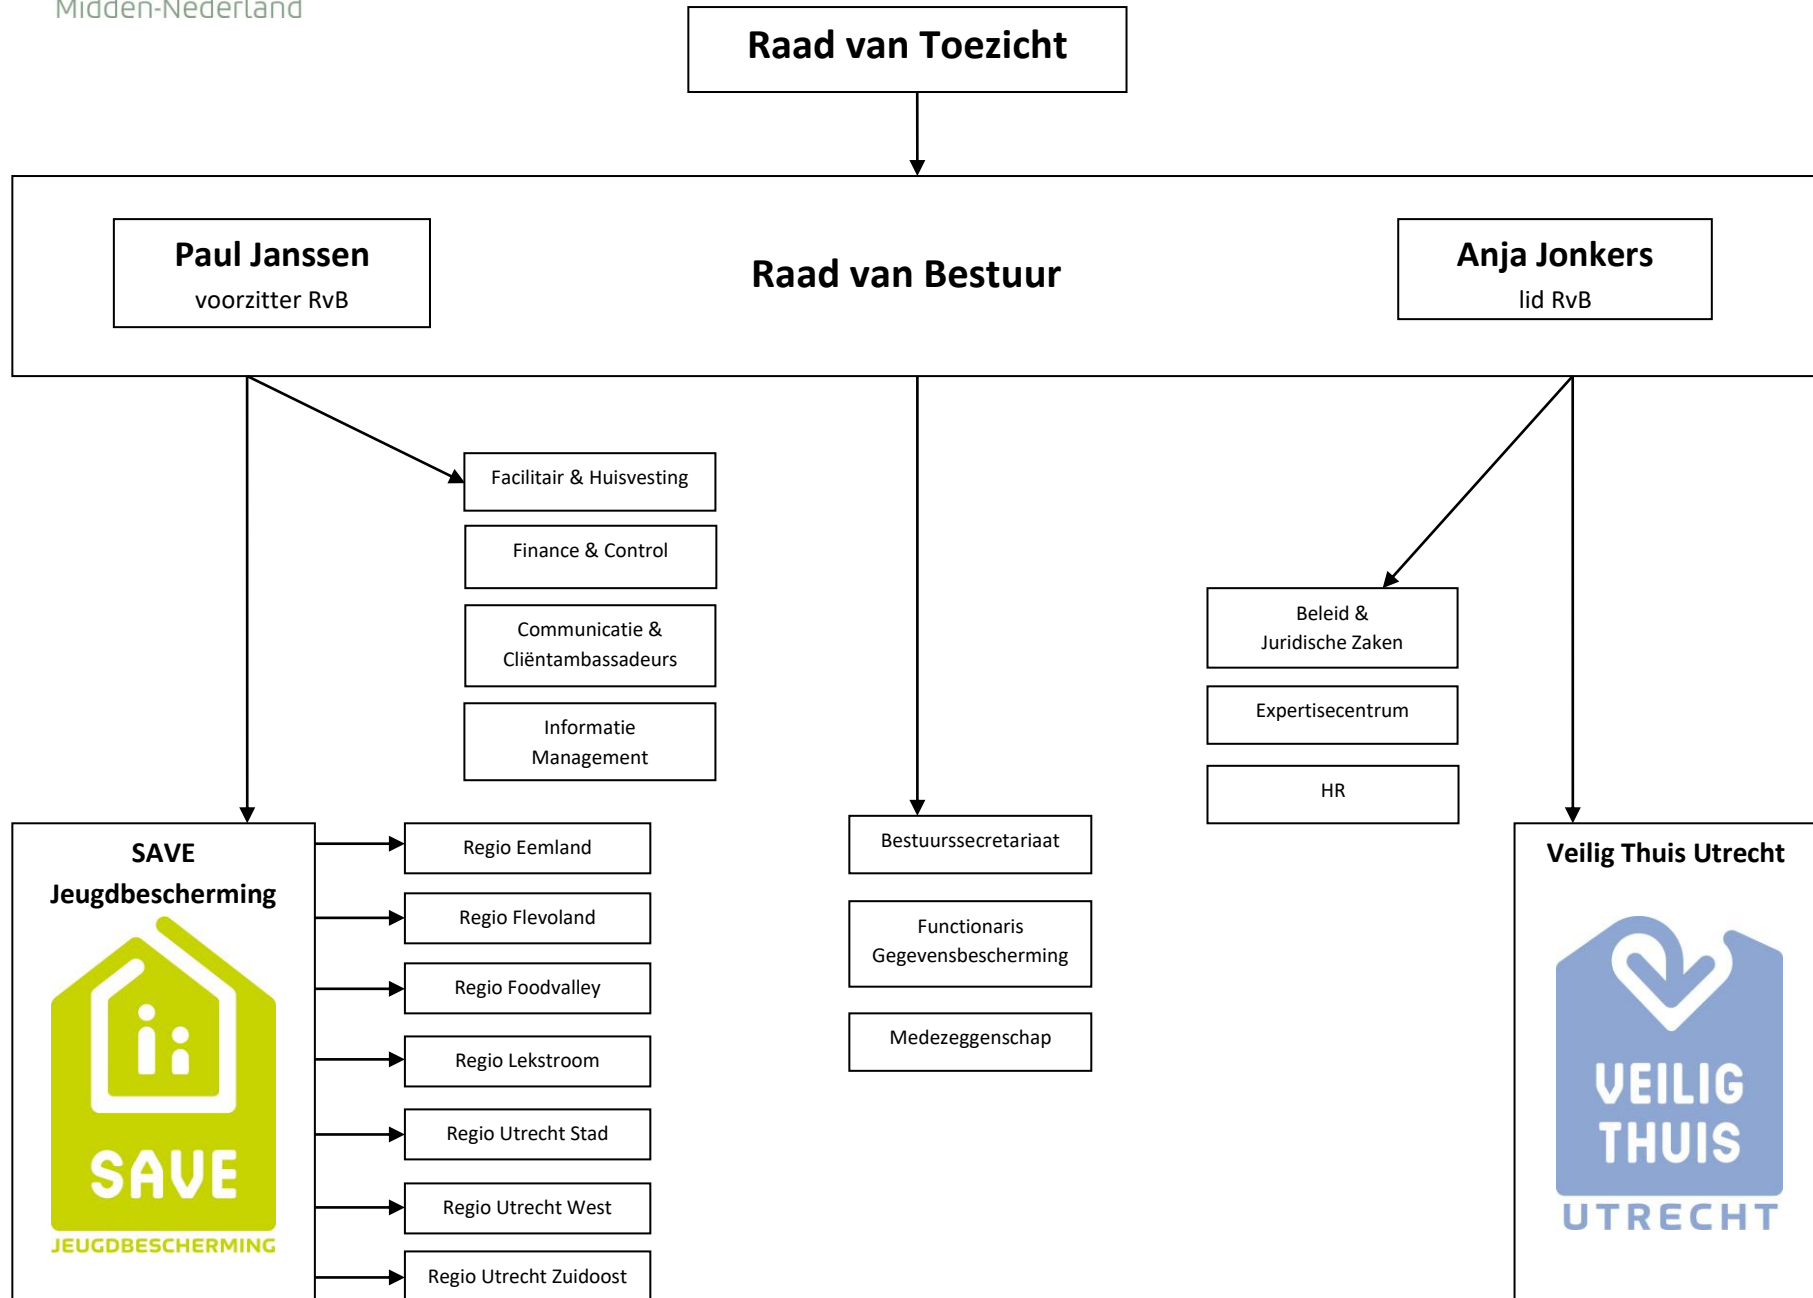 Midden-Nederland
Raad van Toezicht
Paul Janssen
voorzitter RvB
Raad van Bestuur
Anja Jonkers
lid RvB
Facilitair & Huisvesting
Finance & Control
Communicatie &
Cliëntambassadeurs
Informatie
Management
Beleid &
Juridische Zaken
Expertisecentrum
HR
SAVE
Jeugdbescherming
SAVE
JEUGDBESCHERMING
Regio Eemland
Regio Flevoland
Regio Foodvalley
Regio Lekstroom
Regio Utrecht Stad
Regio Utrecht West
Regio Utrecht Zuidoost
Bestuurssecretariaat
Functionaris
Gegevensbescherming
Medezeggenschap
Veilig Thuis Utrecht
VEILIG
THUIS
UTRECHT